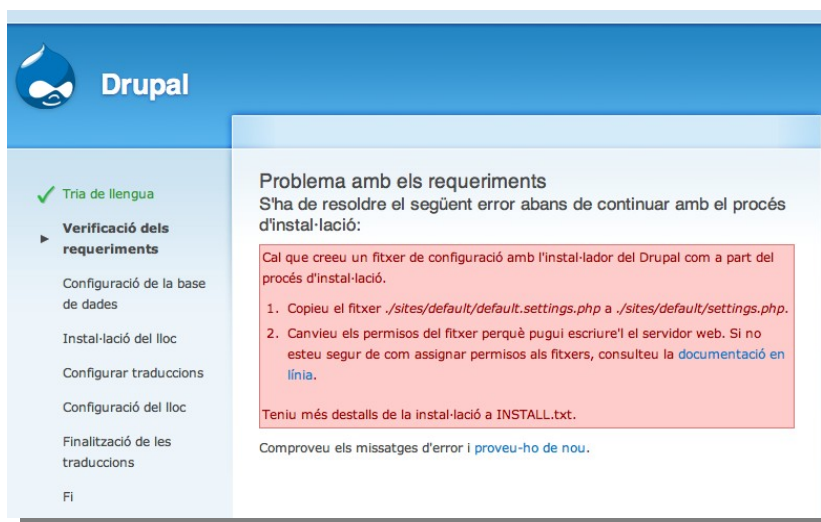 Drupal
Tria de llengua
Verificació dels
requeriments
Configuració de la base
de dades
Instal·lació del lloc
Configurar traduccions
Configuració del lloc
Finalització de les
traduccions
Fi
Problema amb els requeriments
S'ha de resoldre el següent error abans de continuar amb el procés
d'instal·lació:
Cal que creeu un fitxer de configuració amb l'instal·lador del Drupal com a part del
procés d'instal·lació.
1. Copieu el fitxer ./sites/default/default.settings.php a ./sites/default/settings.php.
2. Canvieu els permisos del fitxer perquè pugui escriure'l el servidor web. Si no
esteu segur de com assignar permisos als fitxers, consulteu la documentació en
línia.
Teniu més destalls de la instal·lació a INSTALL.txt.
Comproveu els missatges d'error i proveu-ho de nou.